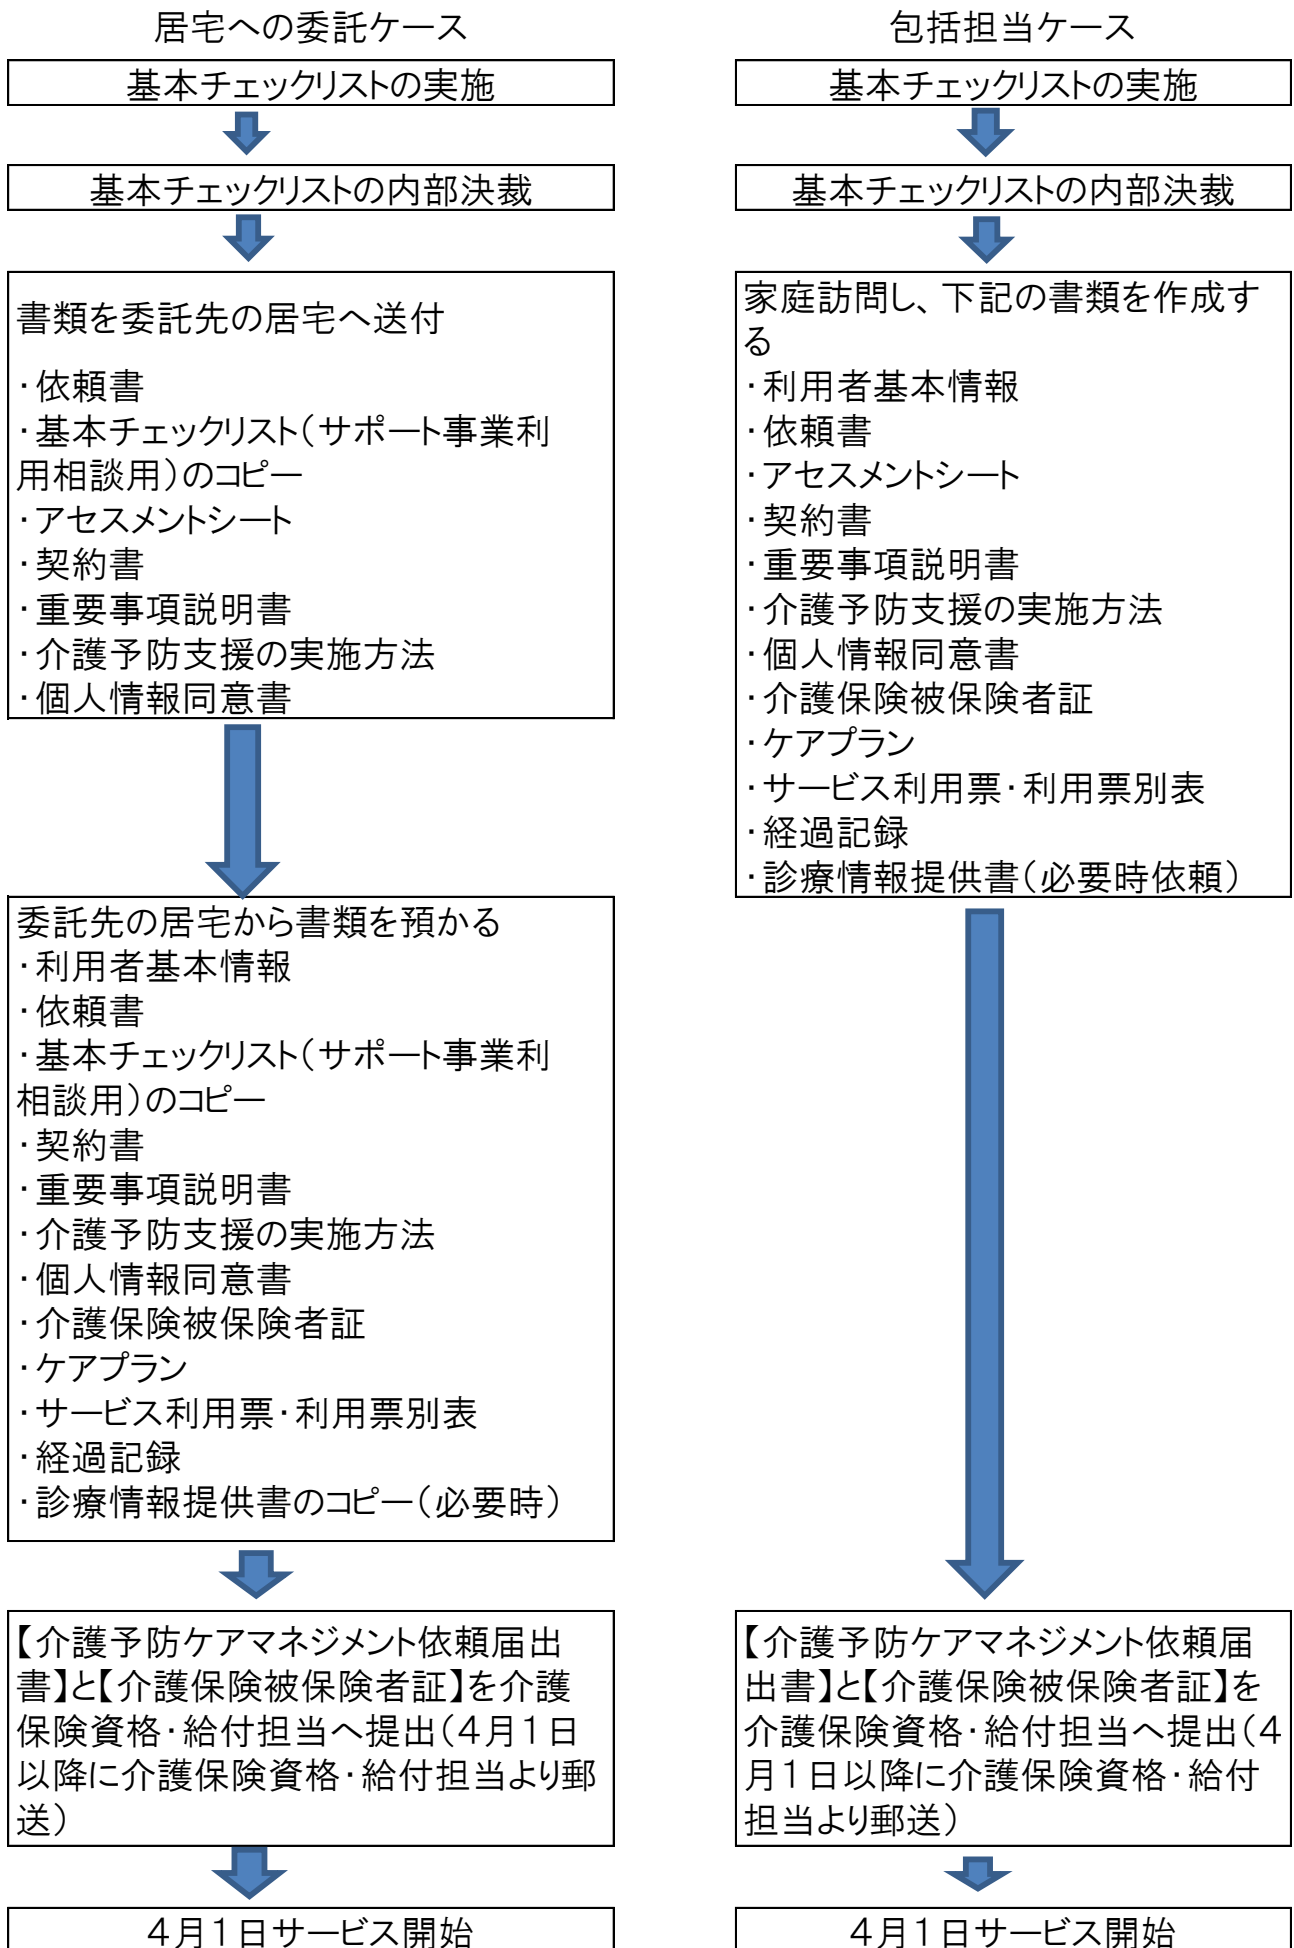 居宅への委託ケース
基本チェックリストの実施
基本チェックリストの内部決裁
書類を委託先の居宅へ送付
・依頼書
・基本チェックリスト(サポート事業利
用相談用)のコピー
・アセスメントシート
・契約書
・重要事項説明書
・介護予防支援の実施方法
・個人情報同意書
委託先の居宅から書類を預かる
・利用者基本情報
・依頼書
・基本チェックリスト(サポート事業利
相談用)のコピー
・契約書
・重要事項説明書
・介護予防支援の実施方法
・個人情報同意書
・介護保険被保険者証
・ケアプラン
・サービス利用票・利用票別表
・経過記録
・診療情報提供書のコピー(必要時)
【介護予防ケアマネジメント依頼届出
書】と【介護保険被保険者証】を介護
保険資格・給付担当へ提出(4月1日
以降に介護保険資格・給付担当より郵
送)
4月1日サービス開始
包括担当ケース
基本チェックリストの実施
基本チェックリストの内部決裁
家庭訪問し、下記の書類を作成す
る
・利用者基本情報
・依頼書
・アセスメントシート
・契約書
・重要事項説明書
・介護予防支援の実施方法
・個人情報同意書
・介護保険被保険者証
・ケアプラン
・サービス利用票・利用票別表
・経過記録
・診療情報提供書(必要時依頼)
【介護予防ケアマネジメント依頼届
出書】と【介護保険被保険者証】を
介護保険資格・給付担当へ提出(4
月1日以降に介護保険資格・給付
担当より郵送)
4月1日サービス開始